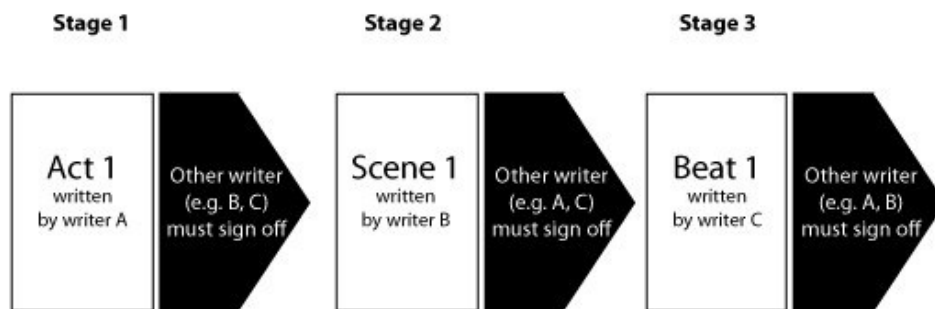 Stage 1
Stage 2
Stage 3
Act 1
written
by writer A
Other writer
(e.g. B, C)
must sign off
Scene 1
written
by writer B
Other writer
(e.g. A, C)
must sign off
Beat 1
written
by writer C
Other writer
(e.g. A, B)
must sign off